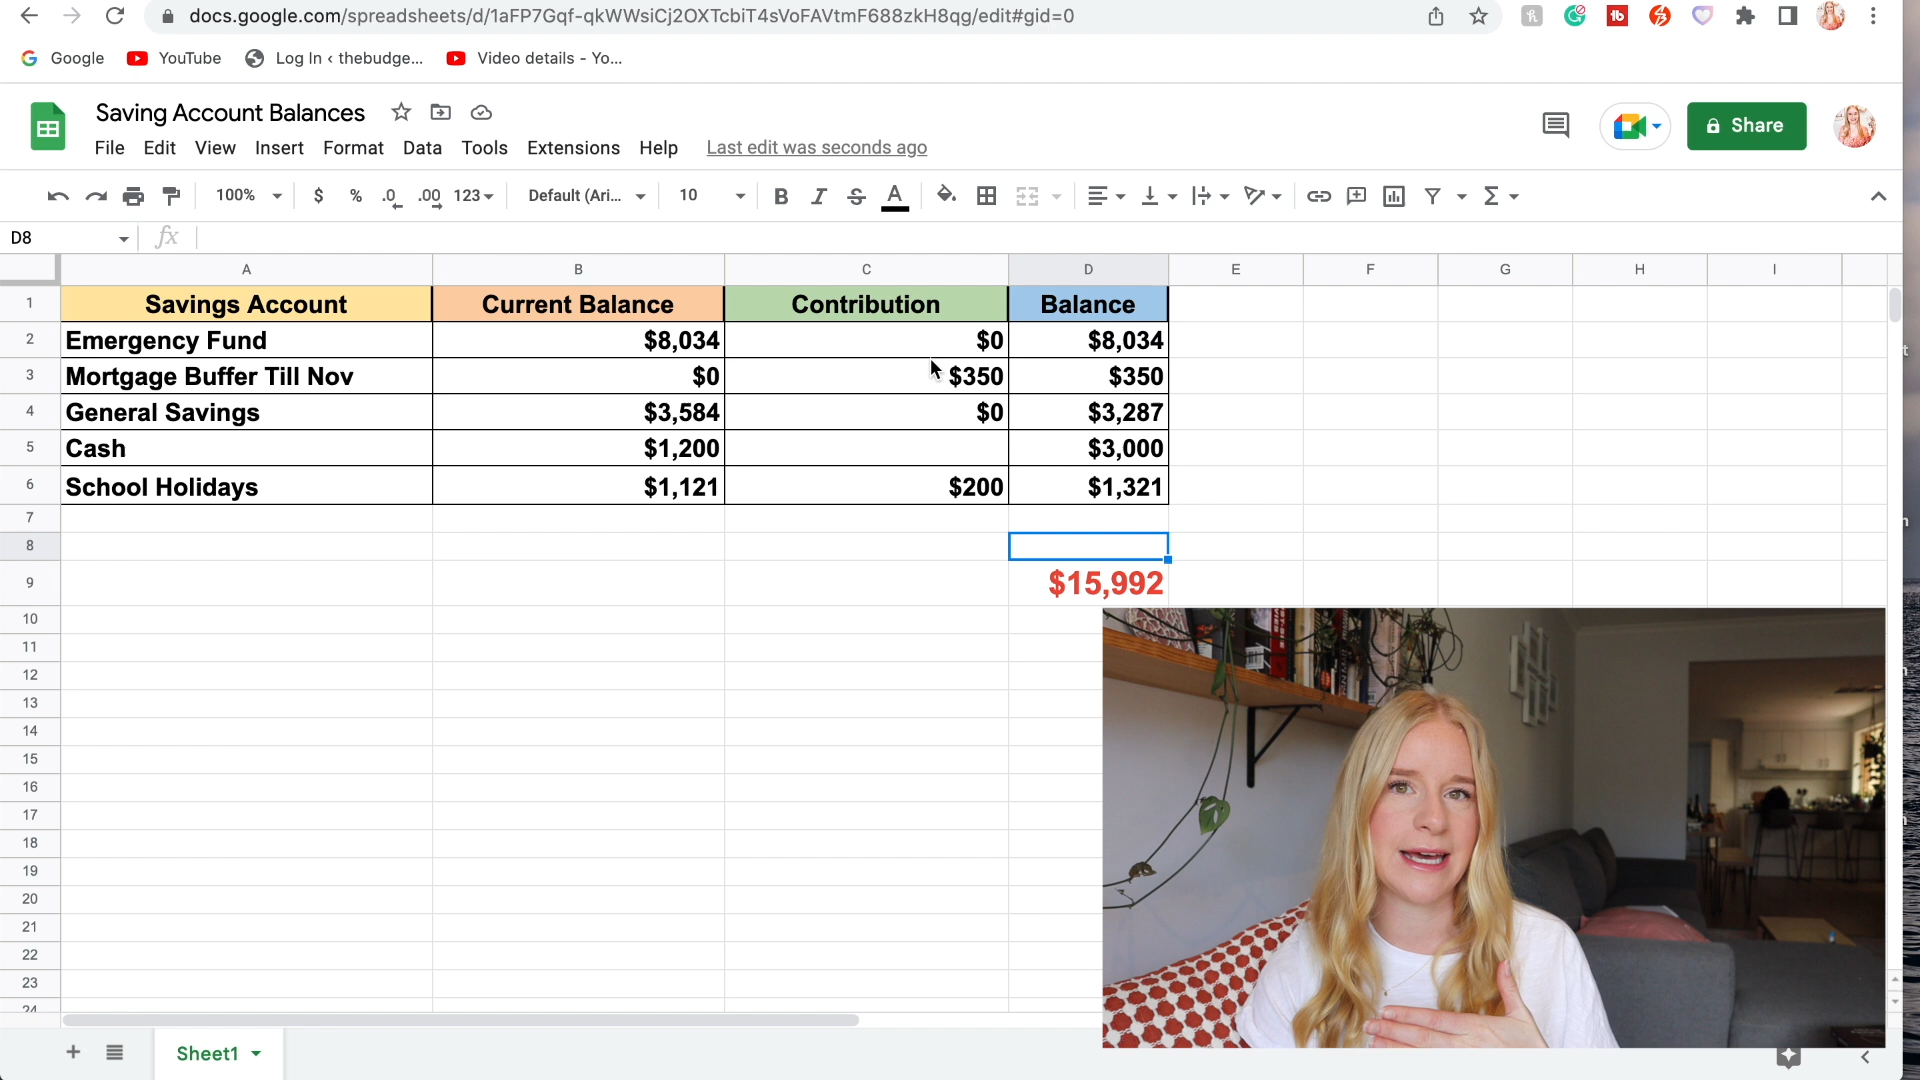 docs.google.com/spreadsheets/d/1aFP7Gqf-qkWWsiCj2OXTcbiT4sVoFAVtmF688zkH8qg/edit#gid=0
Google YouTube Log In ‹ thebudge... Video details - Yo...
Saving Account Balances
Share
File Edit View Insert Format Data Tools Extensions Help Last edit was seconds ago
100% $ % .0 .00 123 Default (Ari... 10 B I S A
D8 fx
A B C D E F G H I
1 Savings Account Current Balance Contribution Balance
2 Emergency Fund $8,034 $0 $8,034
3 Mortgage Buffer Till Nov $0 $350 $350
4 General Savings $3,584 $0 $3,287
5 Cash $1,200 $3,000
6 School Holidays $1,121 $200 $1,321
7
8
9 $15,992
10
11
12
13
14
15
16
17
18
19
20
21
22
23
24
Sheet1